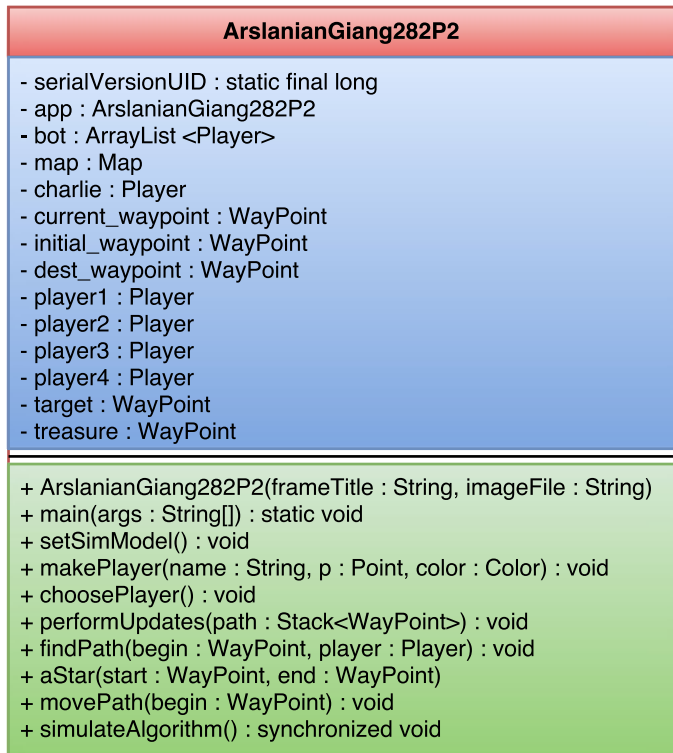 ArslanianGiang282P2
- serialVersionUID : static final long
- app : ArslanianGiang282P2
- bot : ArrayList <Player>
- map : Map
- charlie : Player
- current_waypoint : WayPoint
- initial_waypoint : WayPoint
- dest_waypoint : WayPoint
- player1 : Player
- player2 : Player
- player3 : Player
- player4 : Player
- target : WayPoint
- treasure : WayPoint
+ ArslanianGiang282P2(frameTitle : String, imageFile : String)
+ main(args : String[]) : static void
+ setSimModel() : void
+ makePlayer(name : String, p : Point, color : Color) : void
+ choosePlayer() : void
+ performUpdates(path : Stack<WayPoint>) : void
+ findPath(begin : WayPoint, player : Player) : void
+ aStar(start : WayPoint, end : WayPoint)
+ movePath(begin : WayPoint) : void
+ simulateAlgorithm() : synchronized void